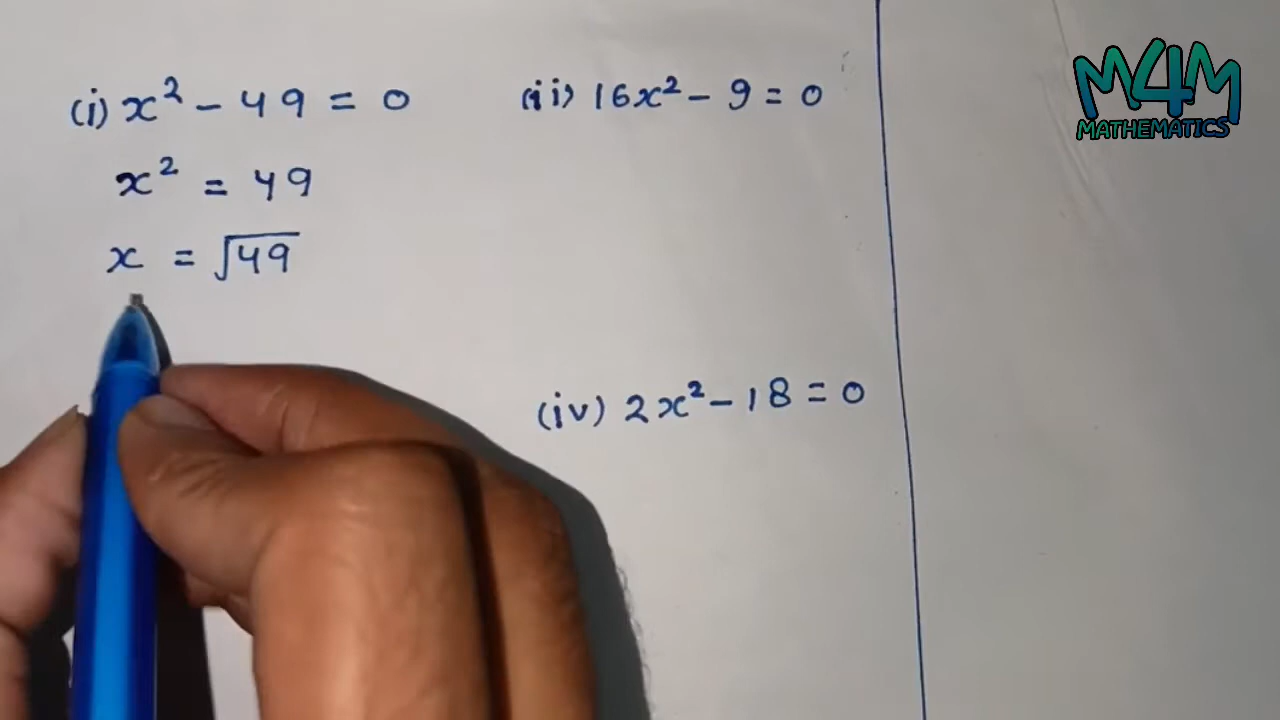 (i) x² - 49 = 0
x² = 49
x = √49
(ii) 16x² - 9 = 0
(iv) 2x² - 18 = 0
M4M
MATHEMATICS